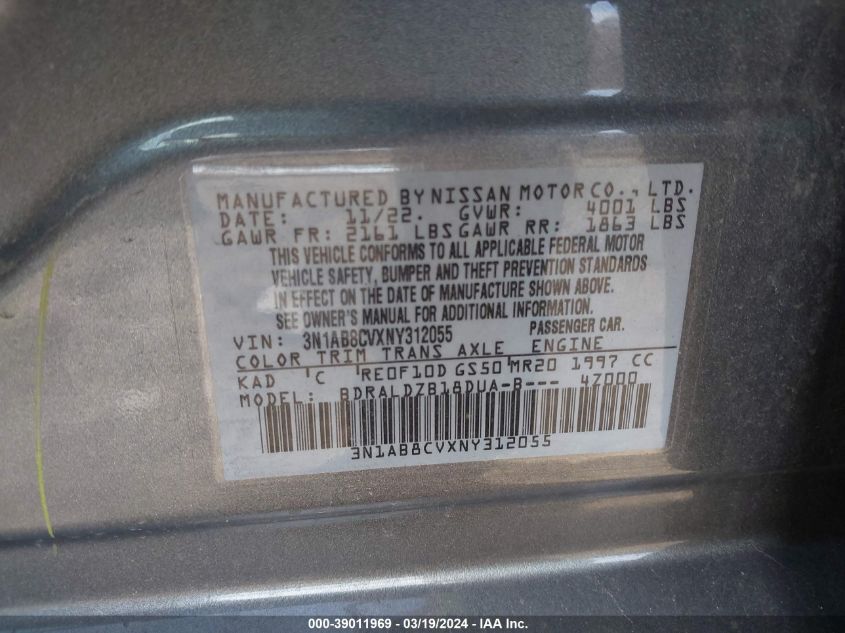 MANUFACTURED BY NISSAN MOTOR CO., LTD.
DATE: 11/22. GVWR: 4001 LBS
GAWR FR: 2161 LBS GAWR RR: 1863 LBS
THIS VEHICLE CONFORMS TO ALL APPLICABLE FEDERAL MOTOR
VEHICLE SAFETY, BUMPER AND THEFT PREVENTION STANDARDS
IN EFFECT ON THE DATE OF MANUFACTURE SHOWN ABOVE.
SEE OWNER'S MANUAL FOR ADDITIONAL INFORMATION.
VIN: 3N1AB8CVXNY312055 PASSENGER CAR.
COLOR TRIM TRANS AXLE ENGINE
KAD C RE0F10D GS50 MR20 1997 CC
MODEL: BDRALDZB18DUA-B--- 4Z000
3N1AB8CVXNY312055
000-39011969 - 03/19/2024 - IAAI.COM